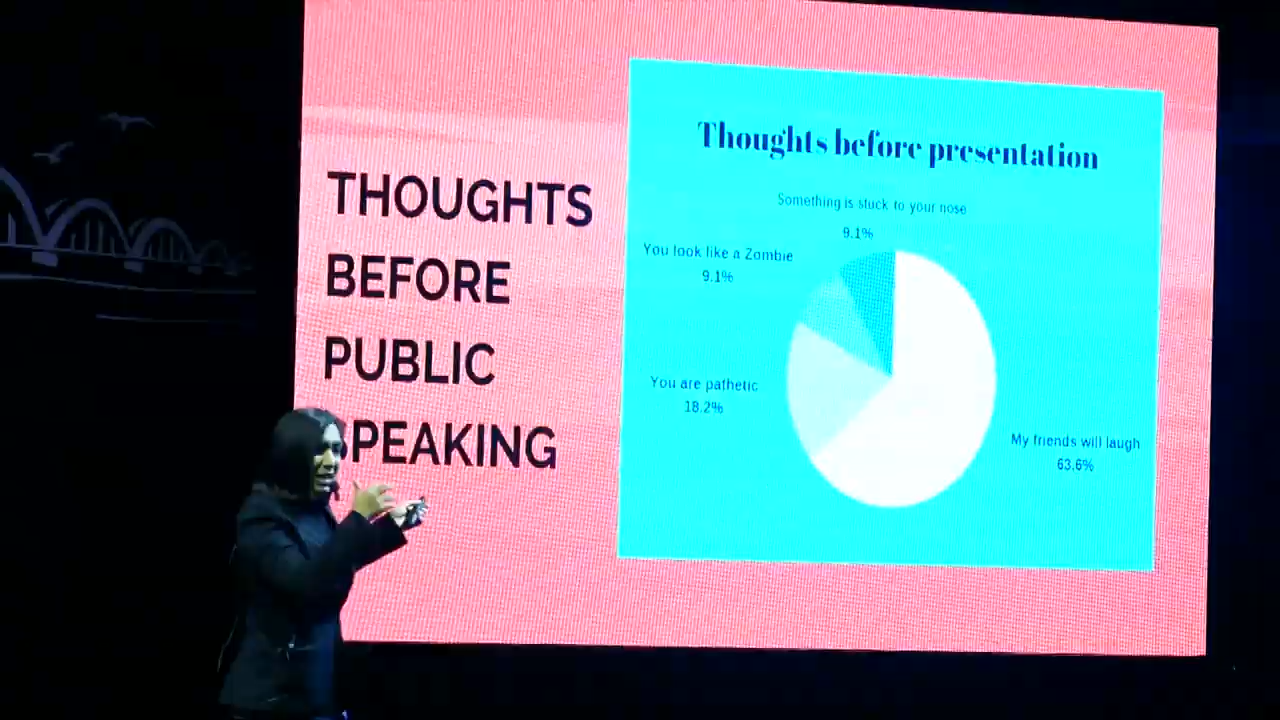 THOUGHTS
BEFORE
PUBLIC
SPEAKING
Thoughts before presentation
Something is stuck to your nose
9.1%
You look like a Zombie
9.1%
You are pathetic
18.2%
My friends will laugh
63.6%